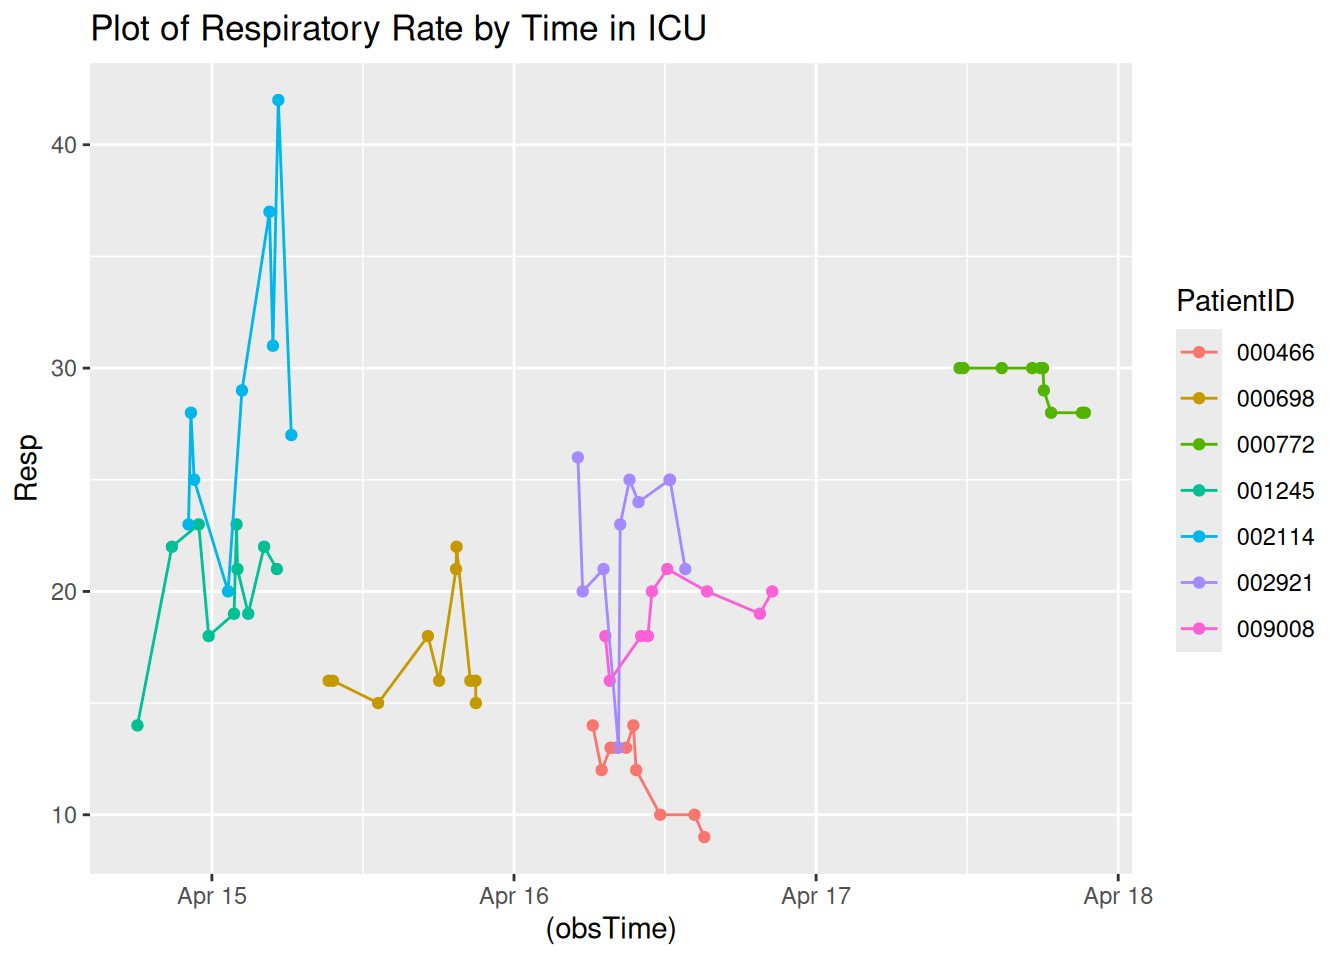 Plot of Respiratory Rate by Time in ICU
40
30
20
10
Resp
Apr 15
Apr 16
Apr 17
Apr 18
(obsTime)
PatientID
000466
000698
000772
001245
002114
002921
009008